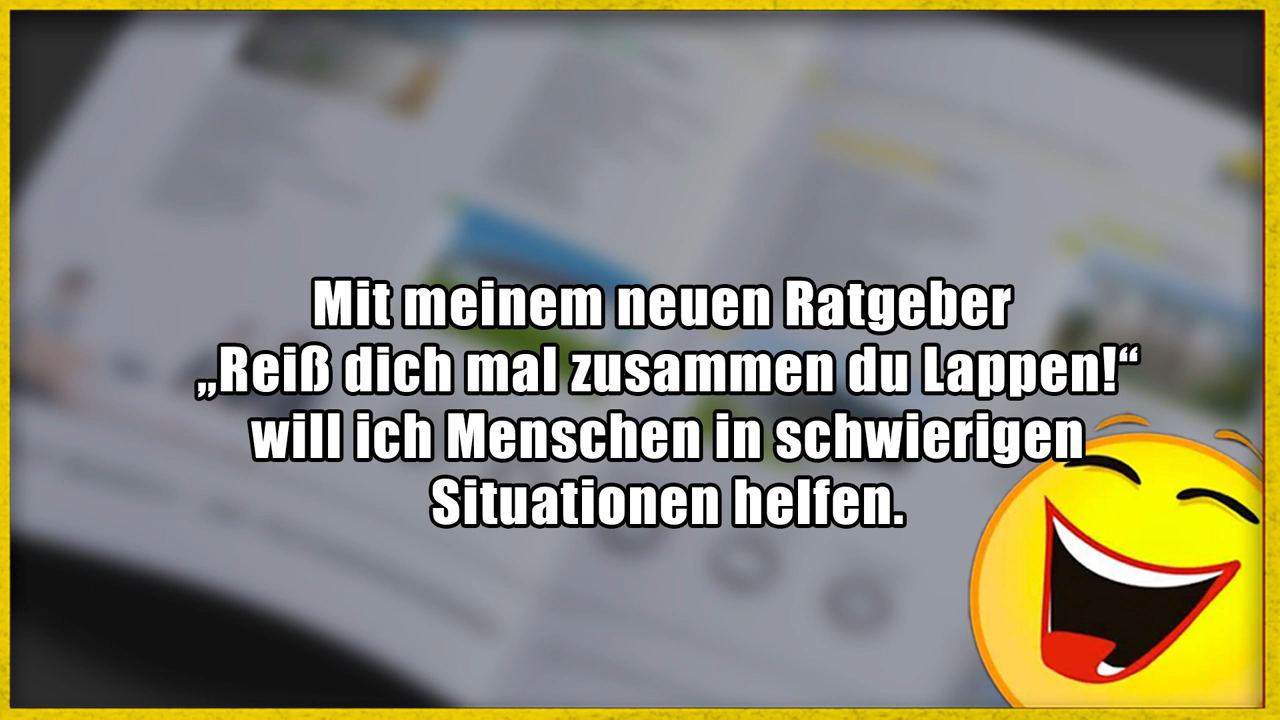 Mit meinem neuen Ratgeber
„Reiß dich mal zusammen du Lappen!“
will ich Menschen in schwierigen
Situationen helfen.